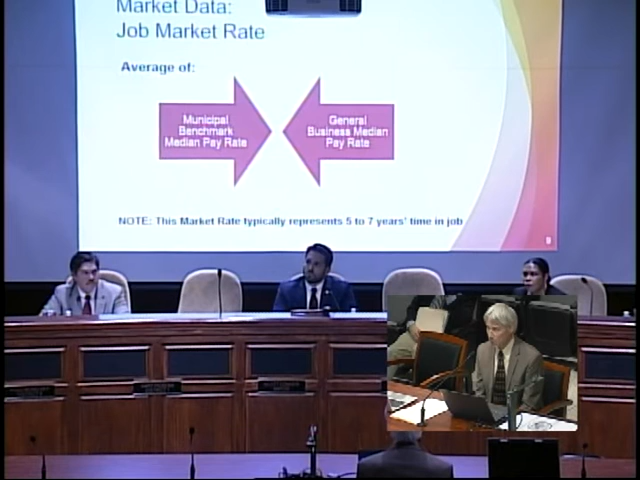 Market Data:
Job Market Rate
Average of:
Municipal
Benchmark
Median Pay Rate
General
Business Median
Pay Rate
NOTE: This Market Rate typically represents 5 to 7 years' time in job